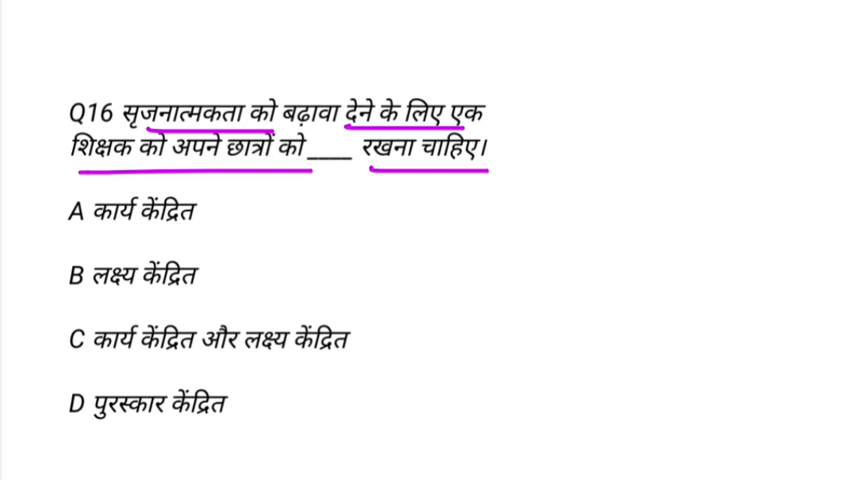 Q16 सृजनात्मकता को बढ़ावा देने के लिए एक
शिक्षक को अपने छात्रों को____ रखना चाहिए।
A कार्य केंद्रित
B लक्ष्य केंद्रित
C कार्य केंद्रित और लक्ष्य केंद्रित
D पुरस्कार केंद्रित